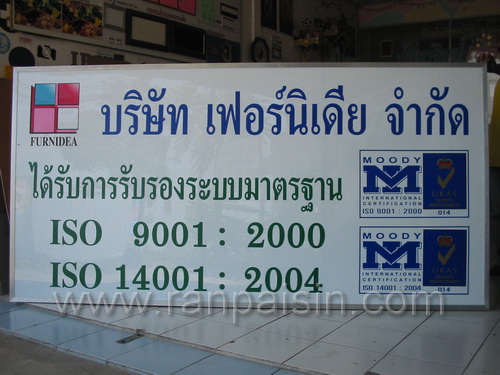 FURNIDEA
บริษัท เฟอร์นิเดีย จำกัด
ได้รับการรับรองระบบมาตรฐาน
ISO 9001 : 2000
ISO 14001 : 2004
MOODY
INTERNATIONAL
CERTIFICATION
ISO 9001 : 2000
UKAS
014
MOODY
INTERNATIONAL
CERTIFICATION
ISO 14001 : 2004
UKAS
014
www.ranpaisin.com